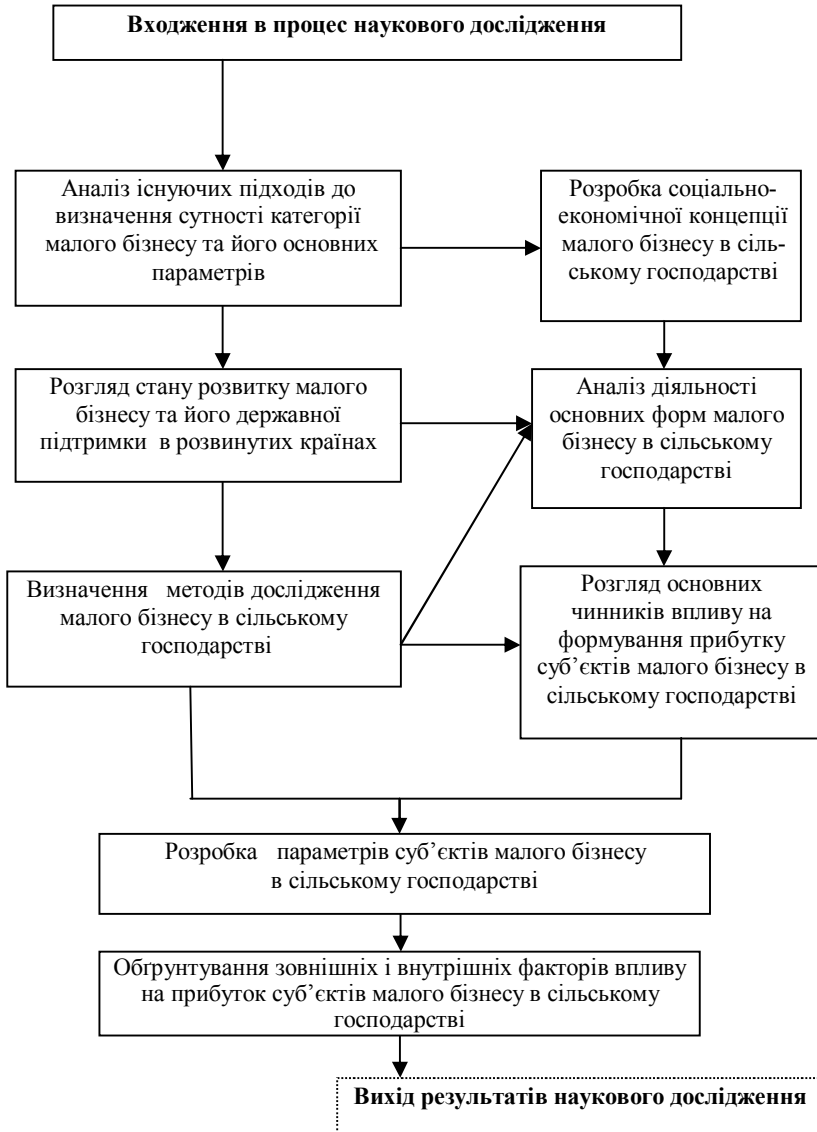 Входження в процес наукового дослідження
Аналіз існуючих підходів до
визначення сутності категорії
малого бізнесу та його основних
параметрів
Розробка соціально-
економічної концепції
малого бізнесу в сіль-
ському господарстві
Розгляд стану розвитку малого
бізнесу та його державної
підтримки в розвинутих країнах
Аналіз діяльності
основних форм малого
бізнесу в сільському
господарстві
Визначення методів дослідження
малого бізнесу в сільському
господарстві
Розгляд основних
чинників впливу на
формування прибутку
суб’єктів малого бізнесу в
сільському господарстві
Розробка параметрів суб’єктів малого бізнесу
в сільському господарстві
Обґрунтування зовнішніх і внутрішніх факторів впливу
на прибуток суб’єктів малого бізнесу в сільському
господарстві
Вихід результатів наукового дослідження